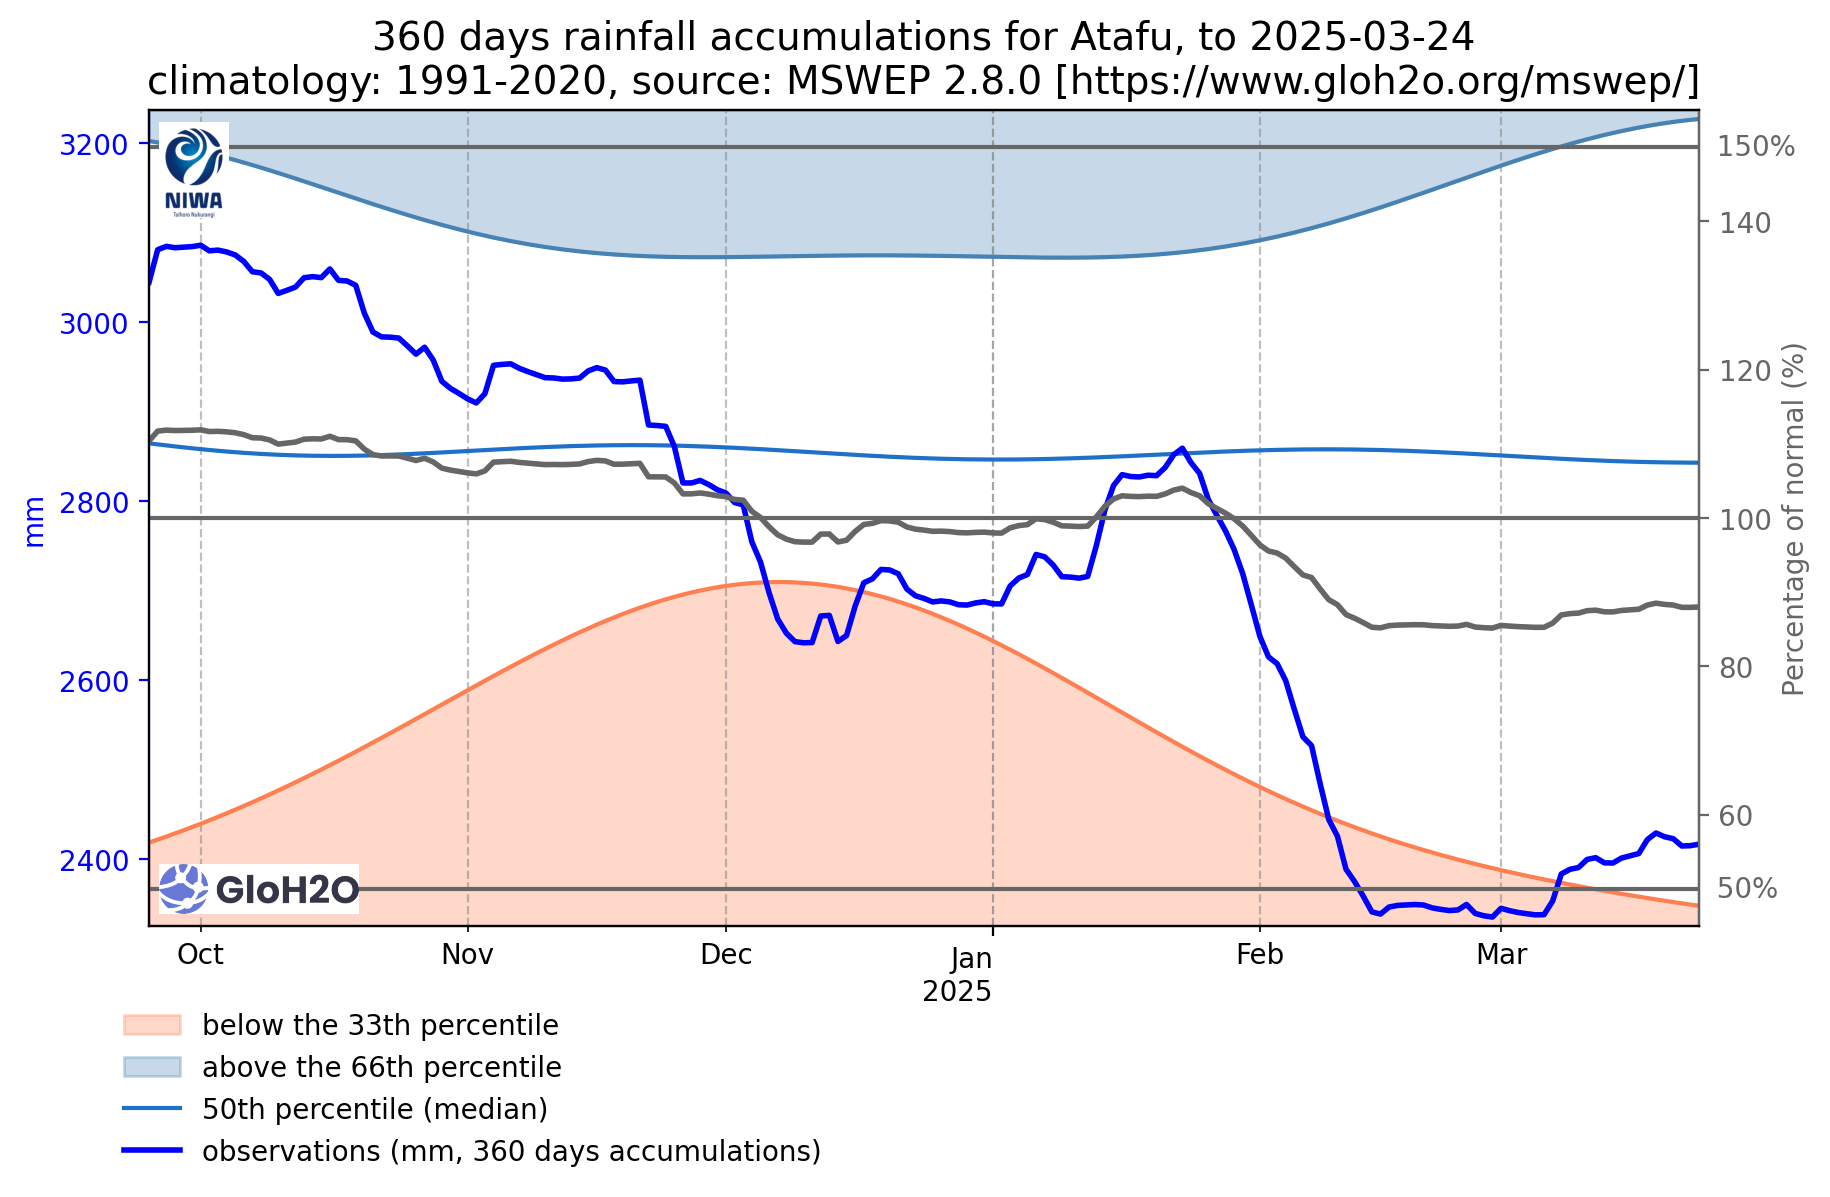 360 days rainfall accumulations for Atafu, to 2025-03-24
climatology: 1991-2020, source: MSWEP 2.8.0 [https://www.gloh2o.org/mswep/]
3200
3000
2800
2600
2400
mm
NIWA
Taihoro Nukurangi
GloH2O
150%
140
120
100
80
60
50%
Percentage of normal (%)
Oct
Nov
Dec
Jan
2025
Feb
Mar
below the 33th percentile
above the 66th percentile
50th percentile (median)
observations (mm, 360 days accumulations)